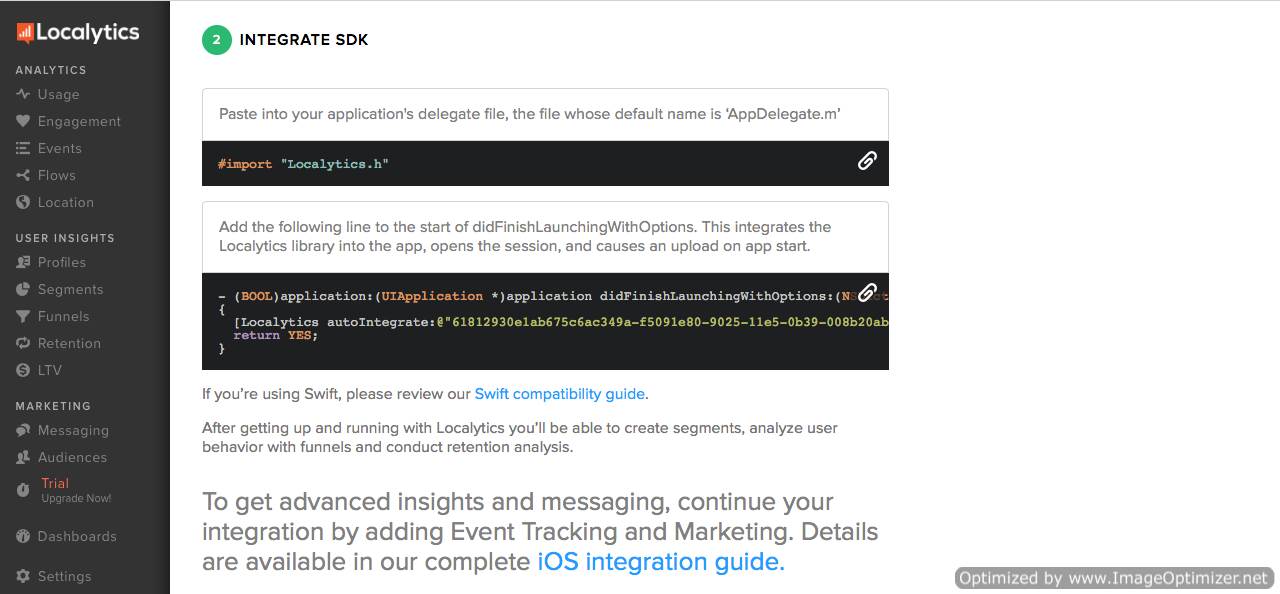 Localytics
ANALYTICS
Usage
Engagement
Events
Flows
Location
USER INSIGHTS
Profiles
Segments
Funnels
Retention
LTV
MARKETING
Messaging
Audiences
Trial
Upgrade Now!
Dashboards
Settings
2 INTEGRATE SDK
Paste into your application's delegate file, the file whose default name is ‘AppDelegate.m’
#import "Localytics.h"
Add the following line to the start of didFinishLaunchingWithOptions. This integrates the
Localytics library into the app, opens the session, and causes an upload on app start.
- (BOOL)application:(UIApplication *)application didFinishLaunchingWithOptions:(
{
[Localytics autoIntegrate:@"61812930e1ab675c6ac349a-f5091e80-9025-11e5-0b39-008b20ab
return YES;
}
If you’re using Swift, please review our Swift compatibility guide.
After getting up and running with Localytics you’ll be able to create segments, analyze user
behavior with funnels and conduct retention analysis.
To get advanced insights and messaging, continue your
integration by adding Event Tracking and Marketing. Details
are available in our complete iOS integration guide.
Optimized by www.ImageOptimizer.net